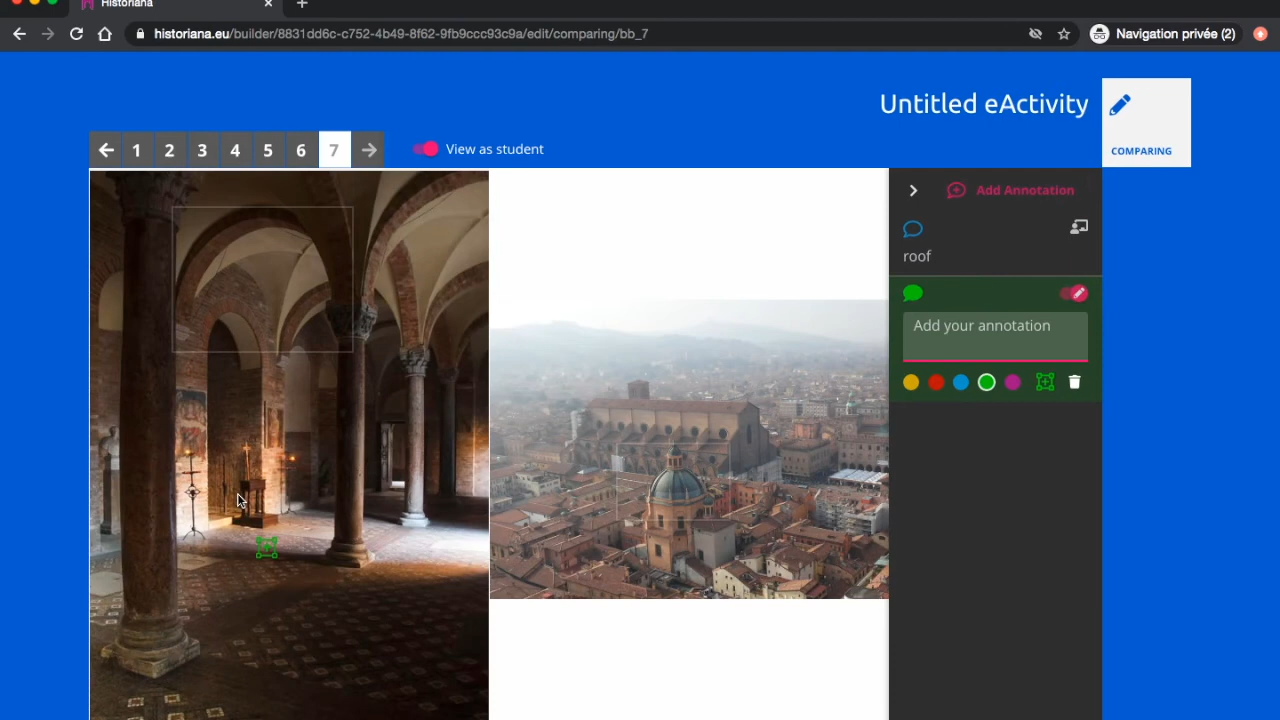 Historiana
historiana.eu/builder/8831dd6c-c752-4b49-8f62-9fb9ccc93c9a/edit/comparing/bb_7
Navigation privée (2)
Untitled eActivity
COMPARING
1 2 3 4 5 6 7
View as student
Add Annotation
roof
Add your annotation